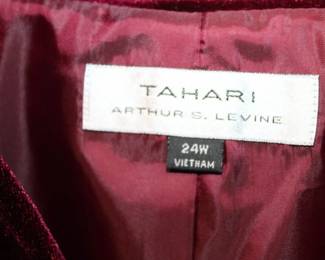 TAHARI
ARTHUR S. LEVINE
24W
VIETNAM